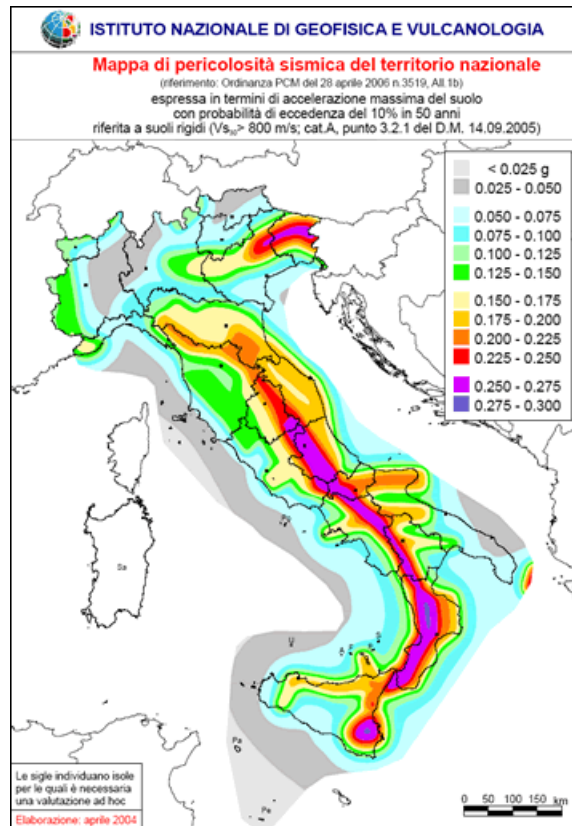 ISTITUTO NAZIONALE DI GEOFISICA E VULCANOLOGIA
Mappa di pericolosità sismica del territorio nazionale
(riferimento: Ordinanza PCM del 28 aprile 2006 n.3519, All.1b)
espressa in termini di accelerazione massima del suolo
con probabilità di eccedenza del 10% in 50 anni
riferita a suoli rigidi (Vs30> 800 m/s; cat.A, punto 3.2.1 del D.M. 14.09.2005)
< 0.025 g
0.025 - 0.050
0.050 - 0.075
0.075 - 0.100
0.100 - 0.125
0.125 - 0.150
0.150 - 0.175
0.175 - 0.200
0.200 - 0.225
0.225 - 0.250
0.250 - 0.275
0.275 - 0.300
Sa
U
A
Pa
Pe
Le sigle individuano isole
per le quali è necessaria
una valutazione ad hoc
Elaborazione: aprile 2004
0 50 100 150 km